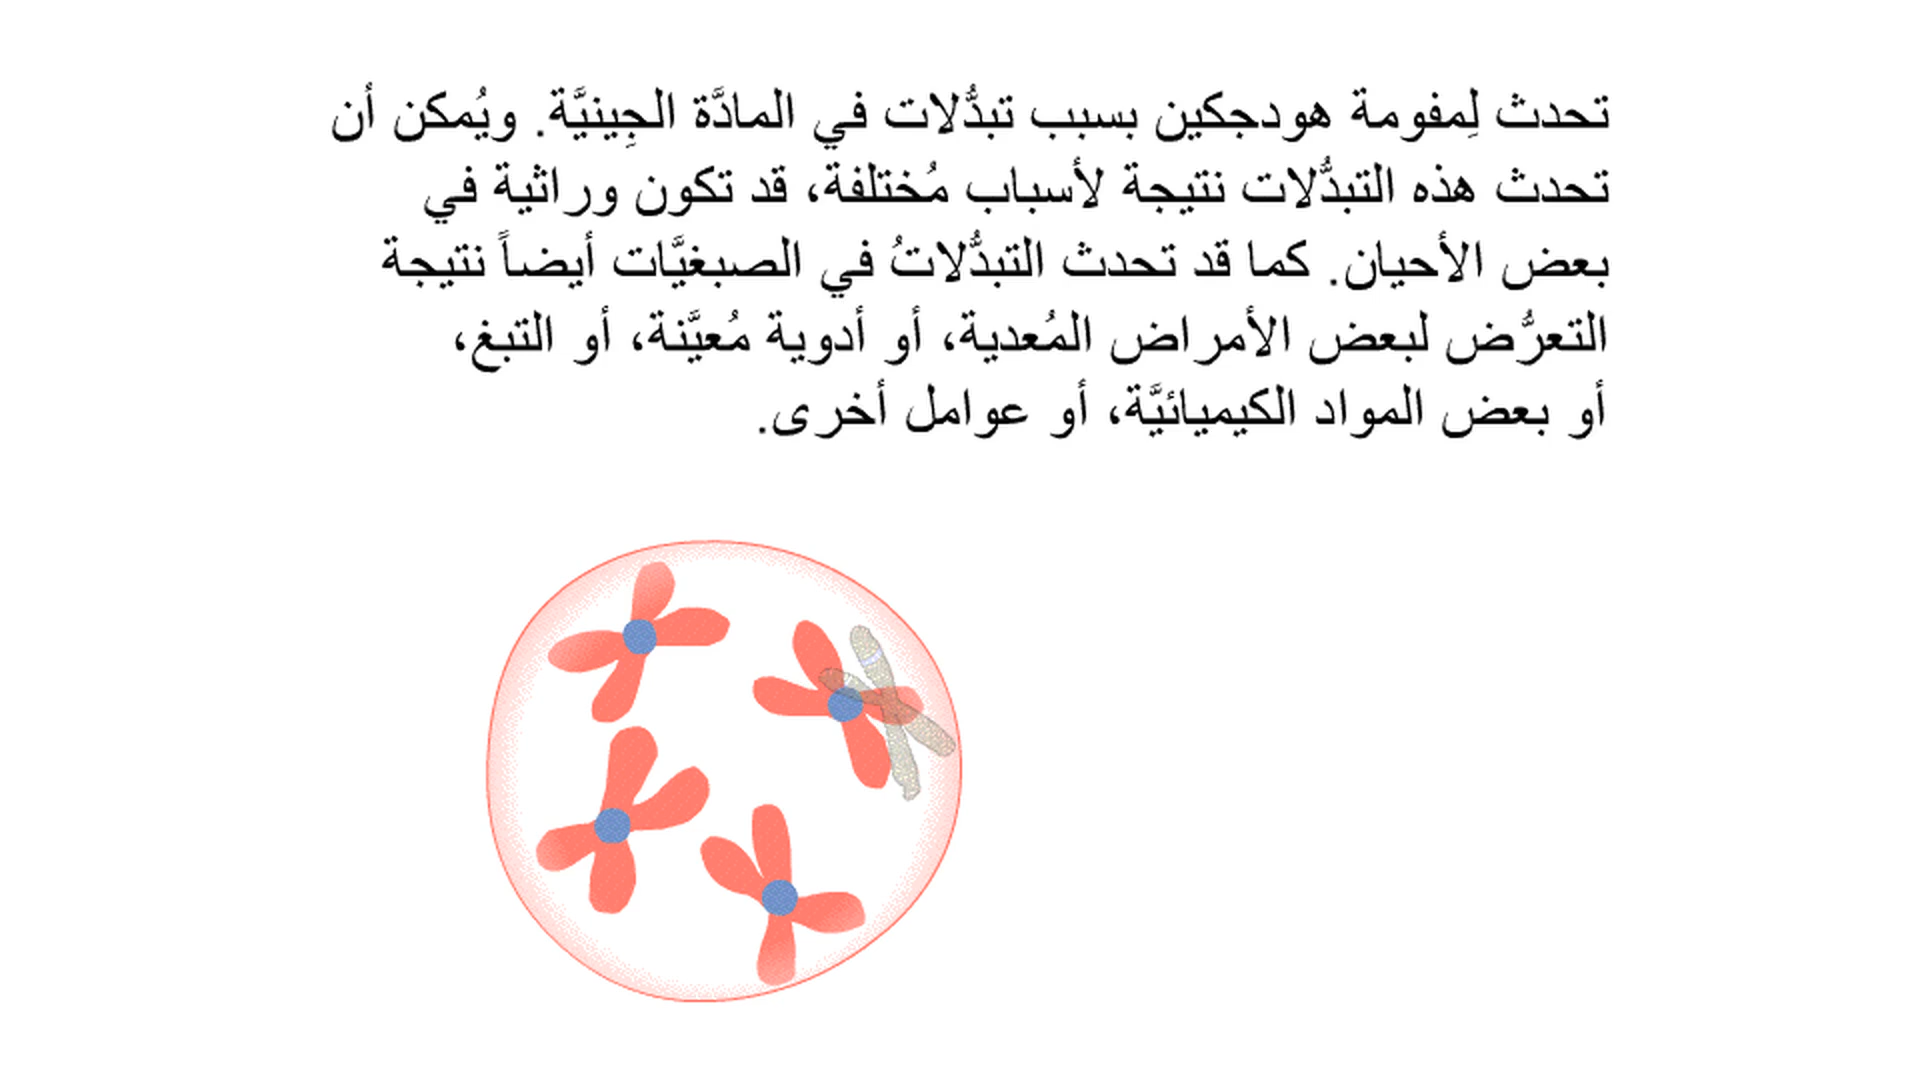 تحدث لِمفومة هودجكين بسبب تبدُّلات في المادَّة الجِينيَّة. ويُمكن أن
تحدث هذه التبدُّلات نتيجة لأسباب مُختلفة، قد تكون وراثية في
بعض الأحيان. كما قد تحدث التبدُّلاتُ في الصبغيَّات أيضاً نتيجة
التعرُّض لبعض الأمراض المُعدية، أو أدوية مُعيَّنة، أو التبغ،
أو بعض المواد الكيميائيَّة، أو عوامل أخرى.